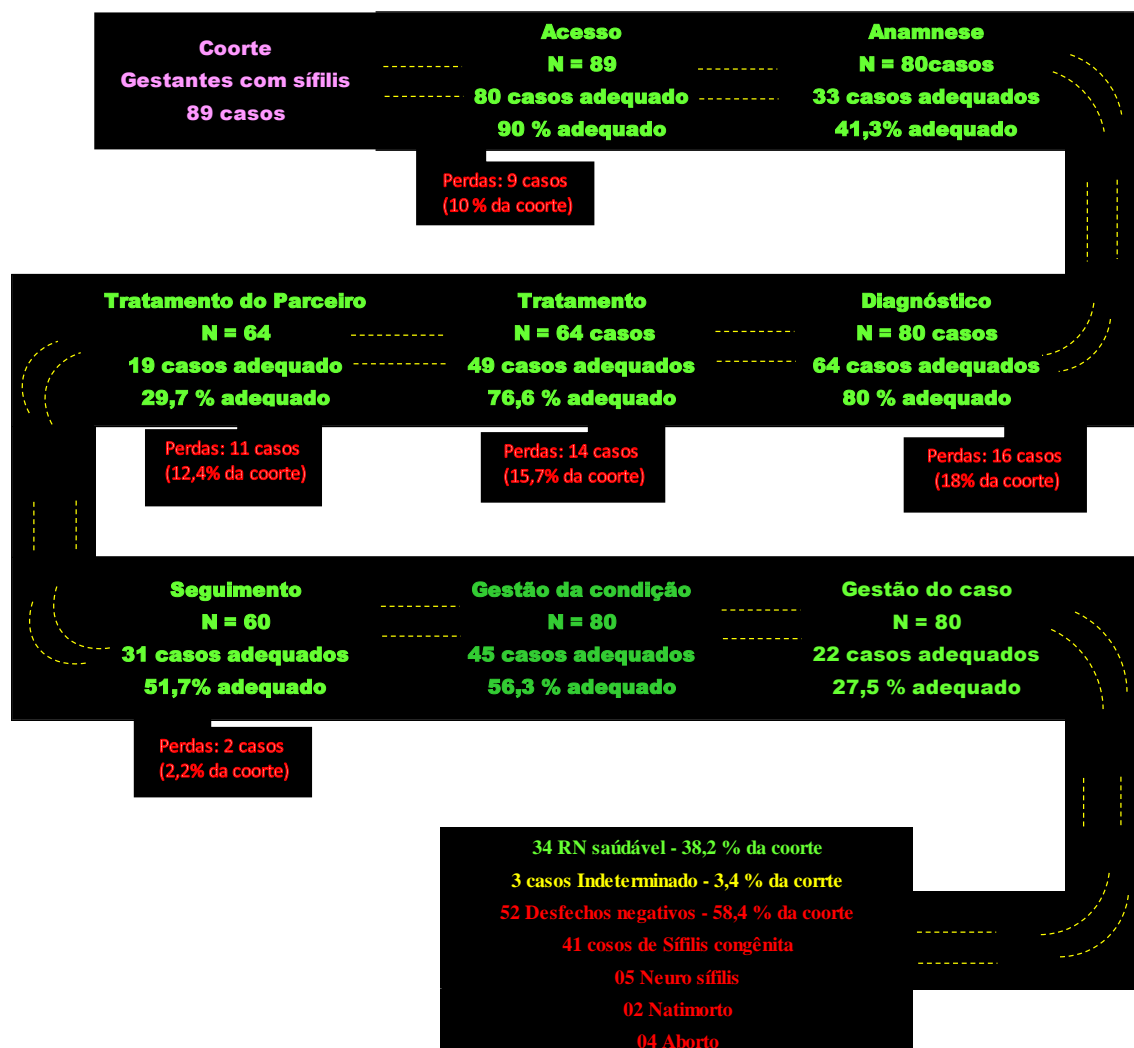 Coorte
Gestantes com sífilis
89 casos
Acesso
N = 89
80 casos adequado
90 % adequado
Anamnese
N = 80casos
33 casos adequados
41,3% adequado
Perdas: 9 casos
(10 % da coorte)
Tratamento do Parceiro
N = 64
19 casos adequado
29,7 % adequado
Tratamento
N = 64 casos
49 casos adequados
76,6 % adequado
Diagnóstico
N = 80 casos
64 casos adequados
80 % adequado
Perdas: 11 casos
(12,4% da coorte)
Perdas: 14 casos
(15,7% da coorte)
Perdas: 16 casos
(18% da coorte)
Seguimento
N = 60
31 casos adequados
51,7% adequado
Gestão da condição
N = 80
45 casos adequados
56,3 % adequado
Gestão do caso
N = 80
22 casos adequados
27,5 % adequado
Perdas: 2 casos
(2,2% da coorte)
34 RN saúdável - 38,2 % da coorte
3 casos Indeterminado - 3,4 % da corrte
52 Desfechos negativos - 58,4 % da coorte
41 cosos de Sífilis congênita
05 Neuro sífilis
02 Natimorto
04 Aborto